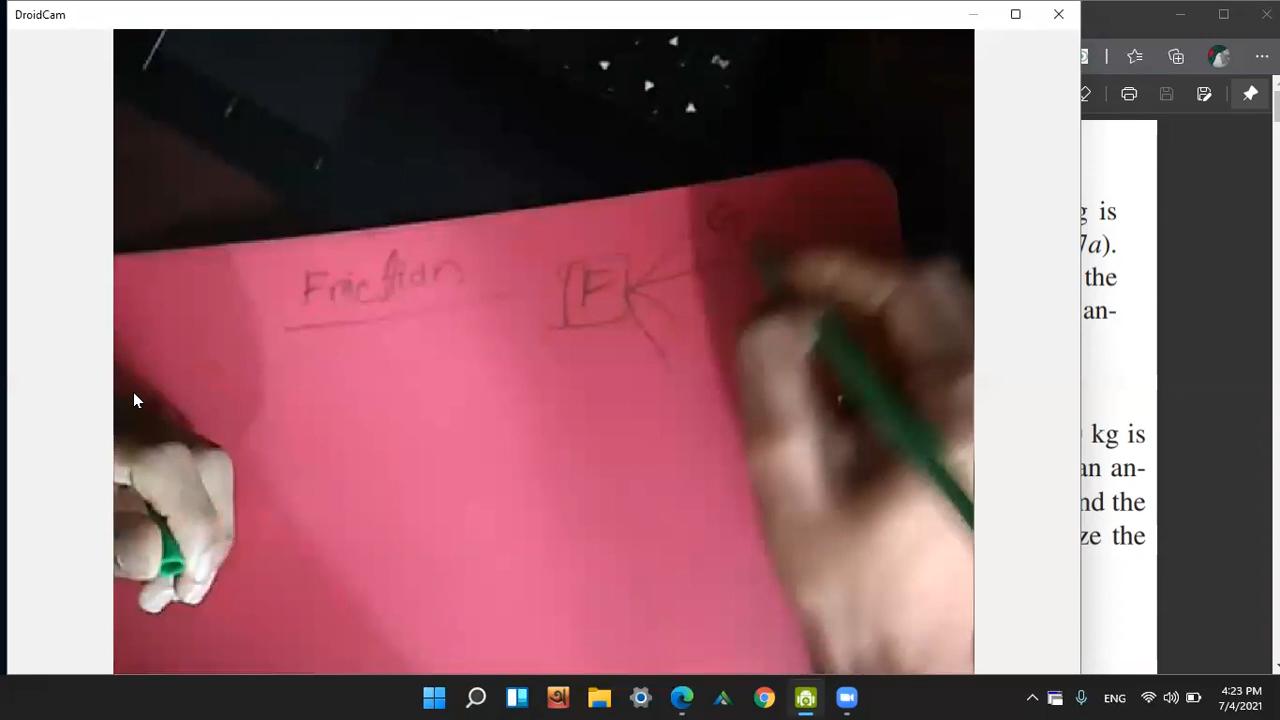 DroidCam
Friction
F
g is
7a).
the
an-
kg is
an an-
nd the
ze the
ENG
4:23 PM
7/4/2021